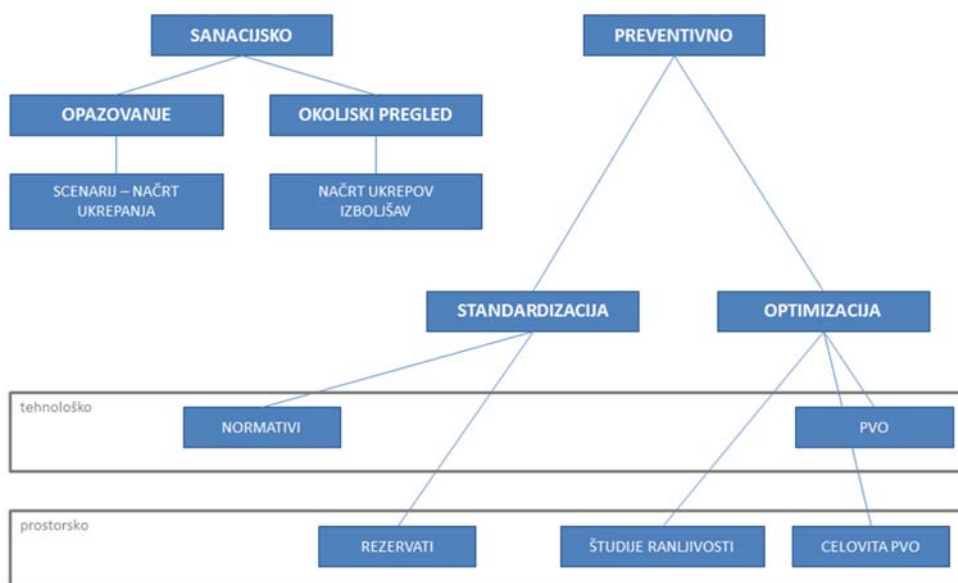 SANACIJSKO
PREVENTIVNO
OPAZOVANJE
OKOLJSKI PREGLED
SCENARIJ – NAČRT
UKREPANJA
NAČRT UKREPOV
IZBOLJŠAV
STANDARDIZACIJA
OPTIMIZACIJA
tehnološko
NORMATIVI
PVO
prostorsko
REZERVATI
ŠTUDIJE RANLJIVOSTI
CELOVITA PVO